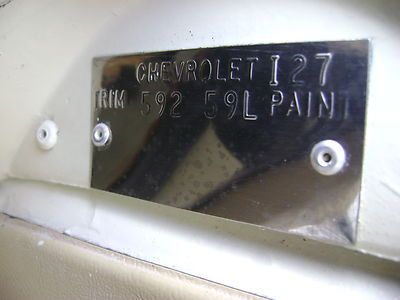 CHEVROLET I27
TRIM 592 59L PAINT